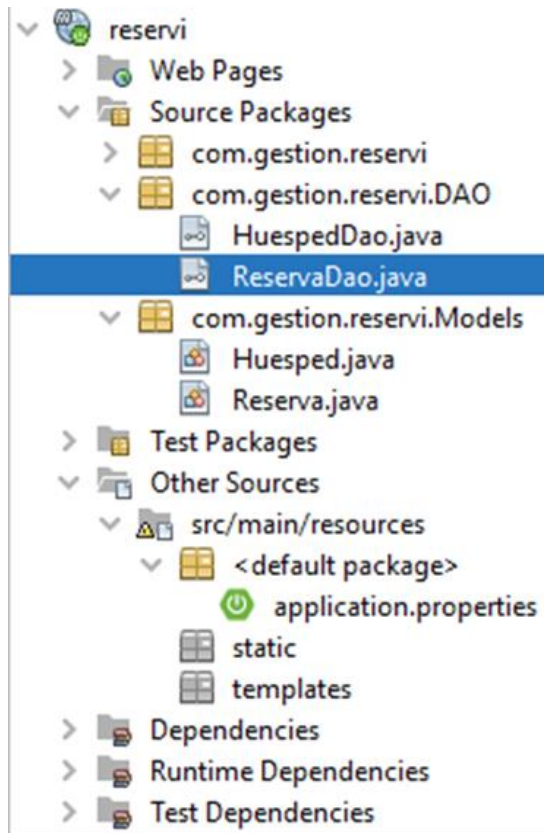 reservi
Web Pages
Source Packages
com.gestion.reservi
com.gestion.reservi.DAO
HuespedDao.java
ReservaDao.java
com.gestion.reservi.Models
Huesped.java
Reserva.java
Test Packages
Other Sources
src/main/resources
<default package>
application.properties
static
templates
Dependencies
Runtime Dependencies
Test Dependencies